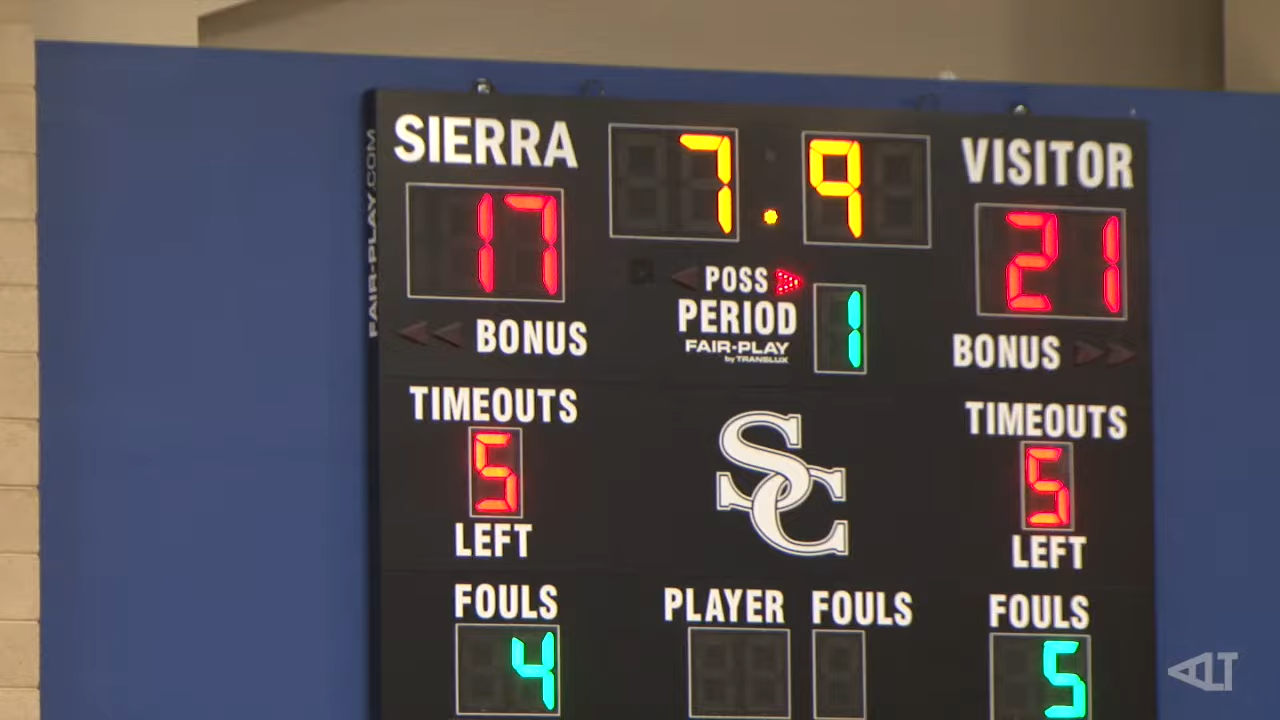 SIERRA
7.9
VISITOR
17
21
FAIR-PLAY.COM
POSS
PERIOD
1
FAIR-PLAY
by TRANSLUX
BONUS
BONUS
TIMEOUTS
TIMEOUTS
5
5
SC
LEFT
LEFT
FOULS
PLAYER
FOULS
FOULS
4
5
ALT